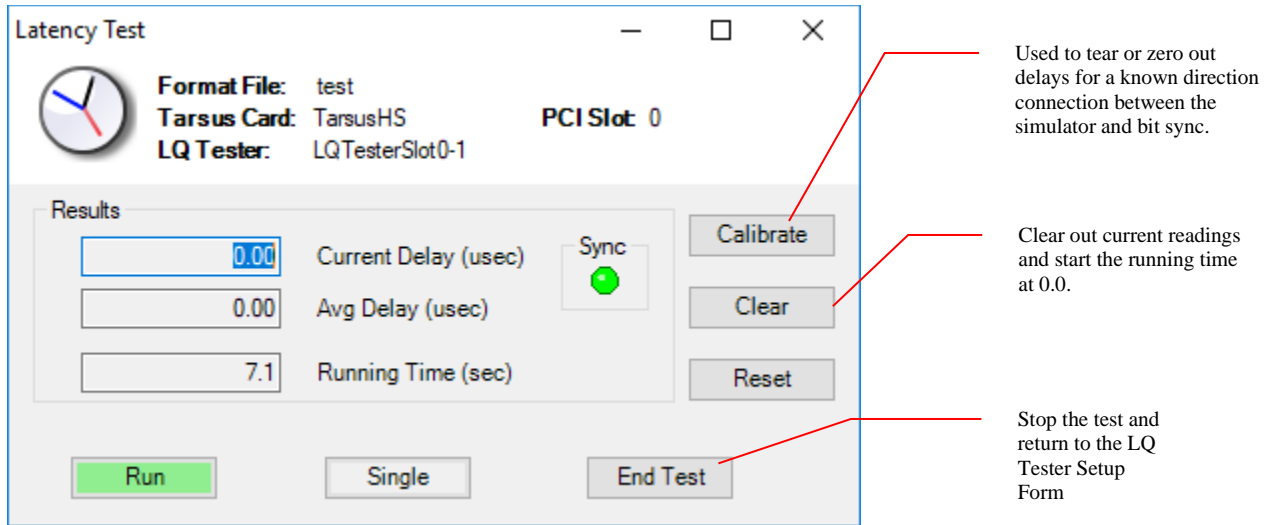 Latency Test
Format File: test
Tarsus Card: TarsusHS PCI Slot: 0
LQ Tester: LQTesterSlot0-1
Results
0.00 Current Delay (usec)
Sync
0.00 Avg Delay (usec)
7.1 Running Time (sec)
Calibrate
Clear
Reset
Run Single End Test
Used to tear or zero out
delays for a known direction
connection between the
simulator and bit sync.
Clear out current readings
and start the running time
at 0.0.
Stop the test and
return to the LQ
Tester Setup
Form